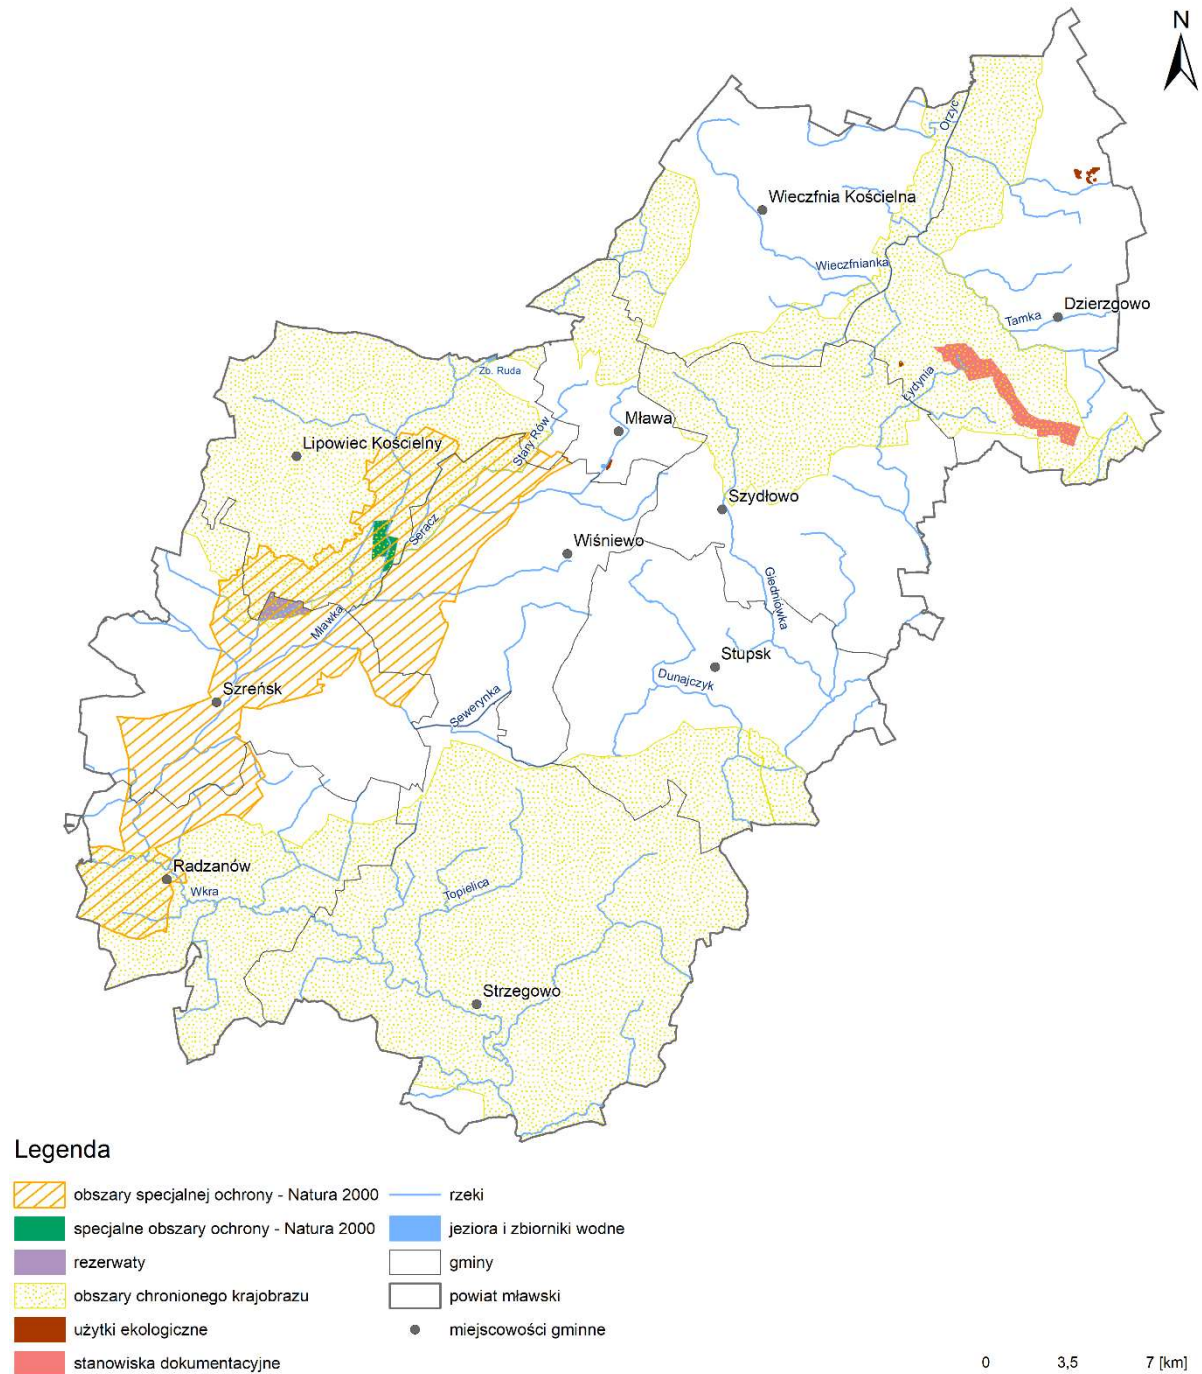 N
Orzyc
Wieczfnia Kościelna
Wieczfnianka
Dzierzgowo
Tamka
Zb. Ruda
Łydynia
Mława
Stary Rów
Lipowiec Kościelny
Szydłowo
Seracz
Wiśniewo
Giedniówka
Mławka
Stupsk
Dunajczyk
Szreńsk
Sewerynka
Radzanów
Wkra
Topielica
Strzegowo
Legenda
obszary specjalnej ochrony - Natura 2000
specjalne obszary ochrony - Natura 2000
rezerwaty
obszary chronionego krajobrazu
użytki ekologiczne
stanowiska dokumentacyjne
rzeki
jeziora i zbiorniki wodne
gminy
powiat mławski
miejscowości gminne
0 3,5 7 [km]